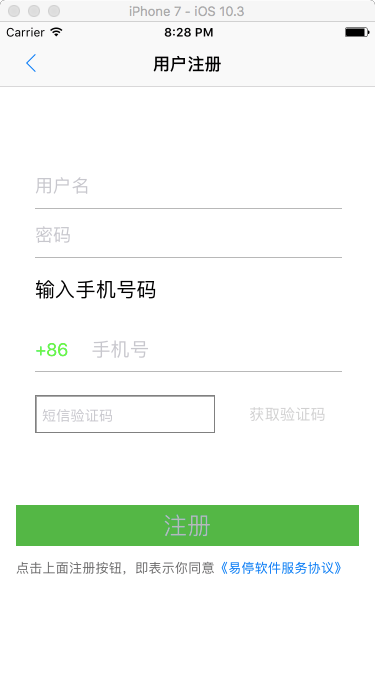 iPhone 7 - iOS 10.3
Carrier 8:28 PM
用户注册
用户名
密码
输入手机号码
+86 手机号
短信验证码 获取验证码
注册
点击上面注册按钮，即表示你同意《易停软件服务协议》